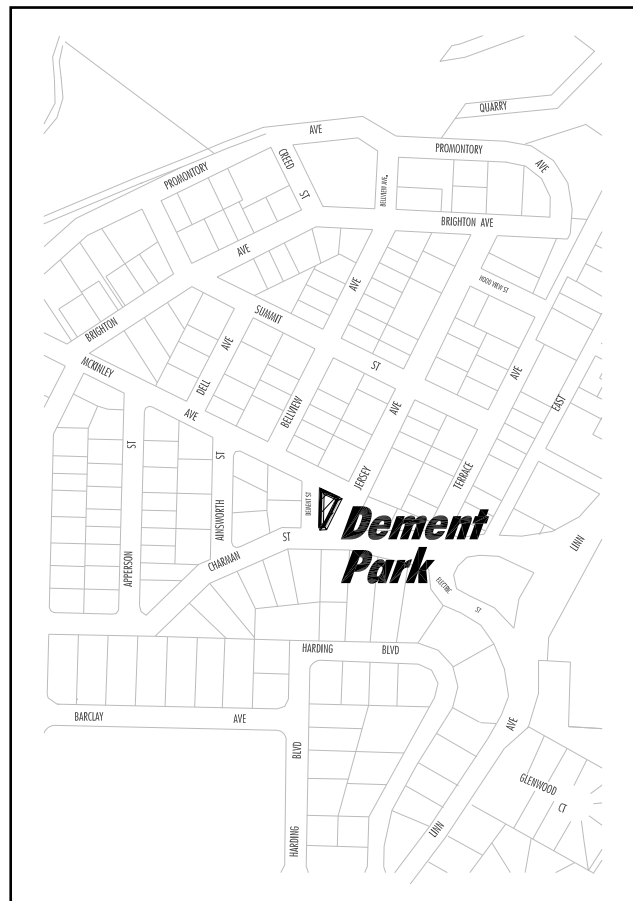 QUARRY
AVE
PROMONTORY
CREED
AVE
PROMONTORY
BELLVIEW AVE.
ST
BRIGHTON AVE
AVE
HOOD VIEW ST
AVE
SUMMIT
BRIGHTON
AVE
MCKINLEY
ST
AVE
DELL
EAST
AVE
BELLVIEW
AVE
ST
ST
JERSEY
TERRACE
DEMENT ST
AINSWORTH
Dement
Park
ST
LINN
CHARMAN
APPERSON
ELECTRIC
ST
HARDING BLVD
BARCLAY AVE
AVE
BLVD
GLENWOOD
CT
LINN
HARDING